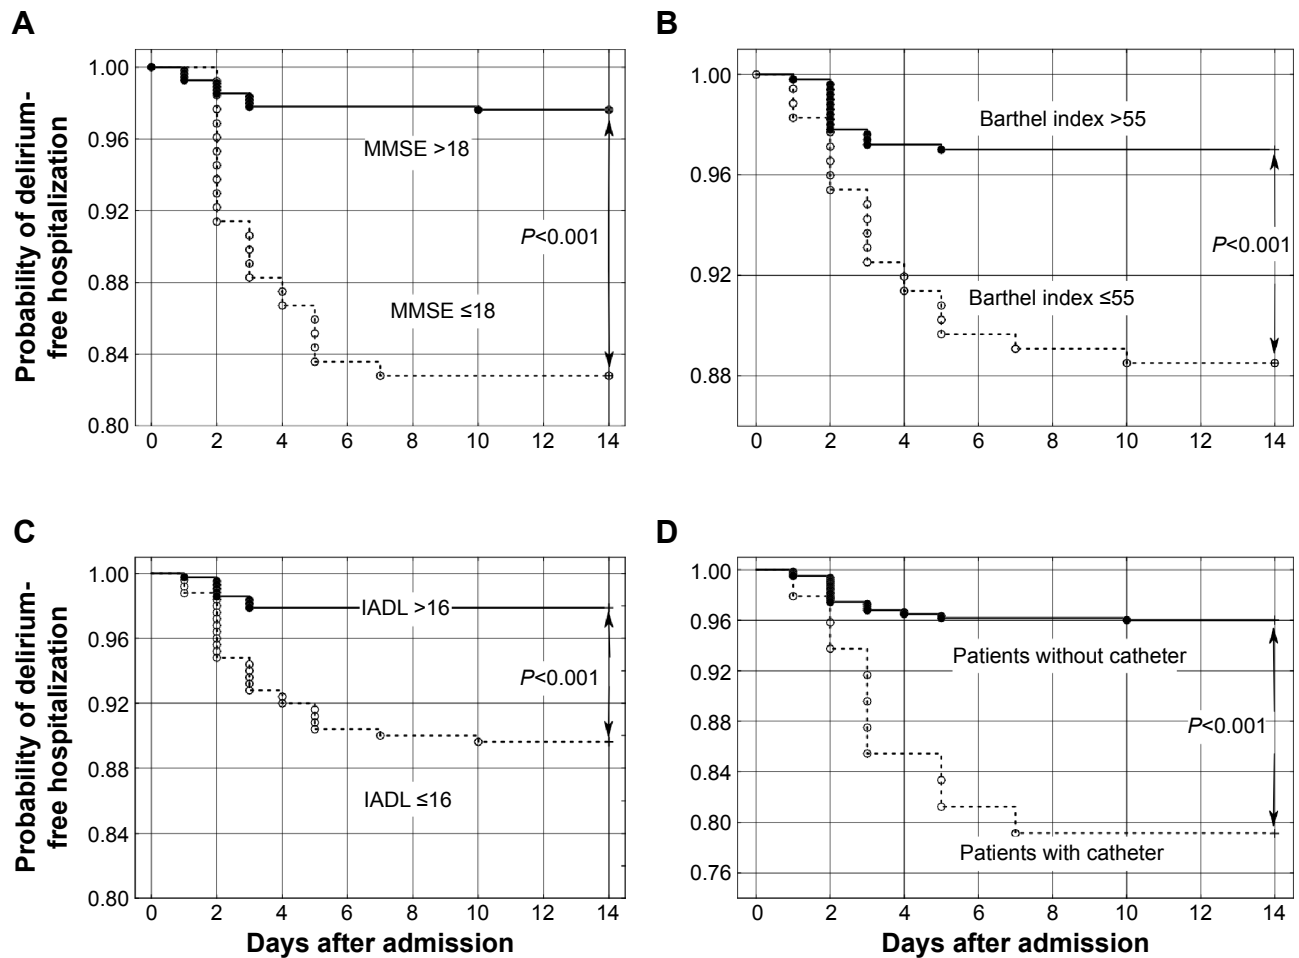 A
Probability of delirium-
free hospitalization
1.00
0.96
0.92
0.88
0.84
0.80
MMSE >18
P<0.001
MMSE ≤18
0 2 4 6 8 10 12 14
B
1.00
0.96
0.92
0.88
Barthel index >55
P<0.001
Barthel index ≤55
0 2 4 6 8 10 12 14
C
Probability of delirium-
free hospitalization
1.00
0.96
0.92
0.88
0.84
0.80
IADL >16
P<0.001
IADL ≤16
0 2 4 6 8 10 12 14
Days after admission
D
1.00
0.96
0.92
0.88
0.84
0.80
0.76
Patients without catheter
P<0.001
Patients with catheter
0 2 4 6 8 10 12 14
Days after admission